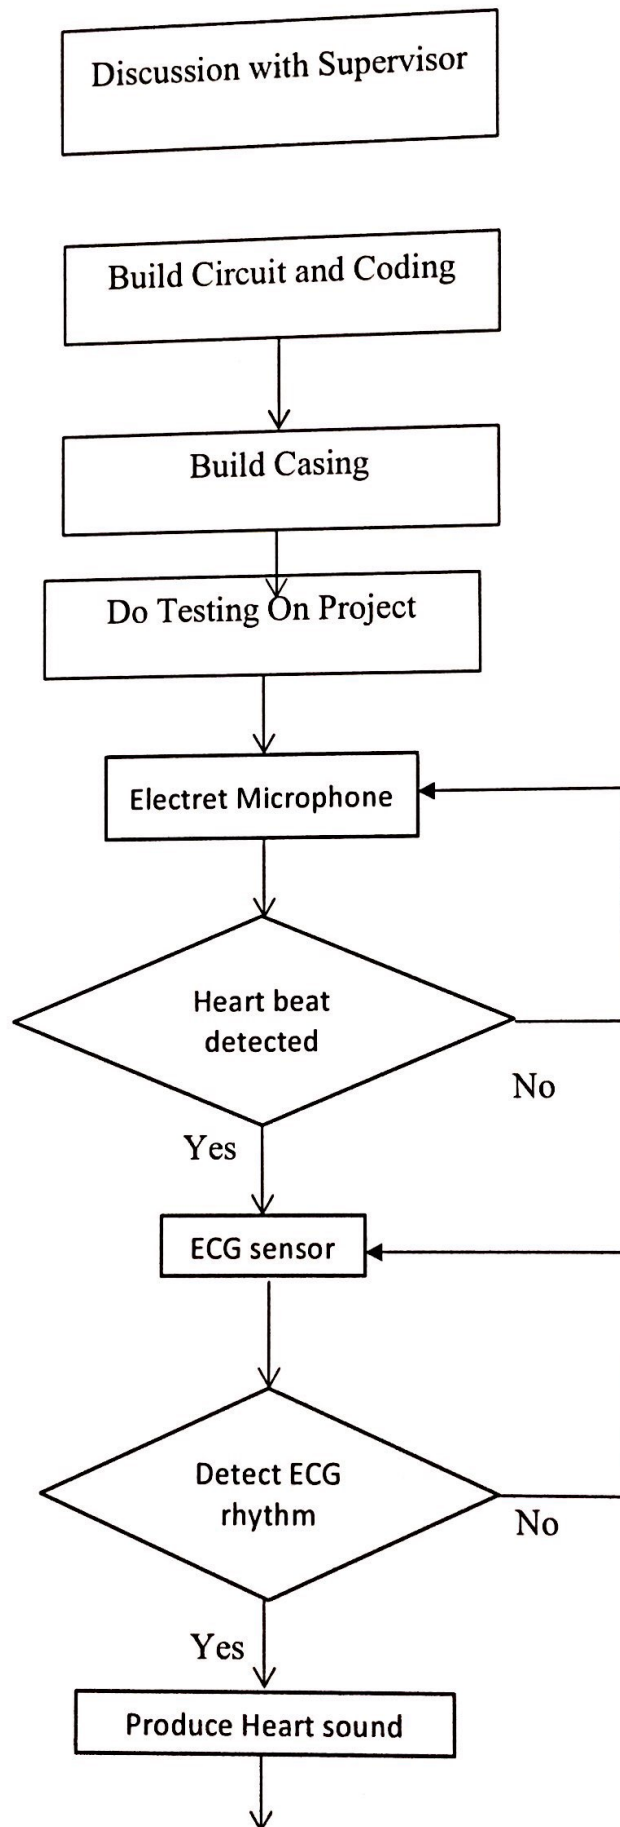 Discussion with Supervisor
Build Circuit and Coding
Build Casing
Do Testing On Project
Electret Microphone
Heart beat
detected
No
Yes
ECG sensor
Detect ECG
rhythm
No
Yes
Produce Heart sound